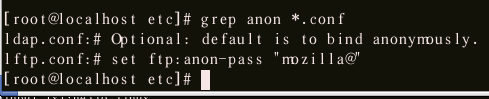 [root@localhost etc]# grep anon *.conf
ldap.conf:# Optional: default is to bind anonymously.
lftp.conf:# set ftp:anon-pass "mozilla@"
[root@localhost etc]#